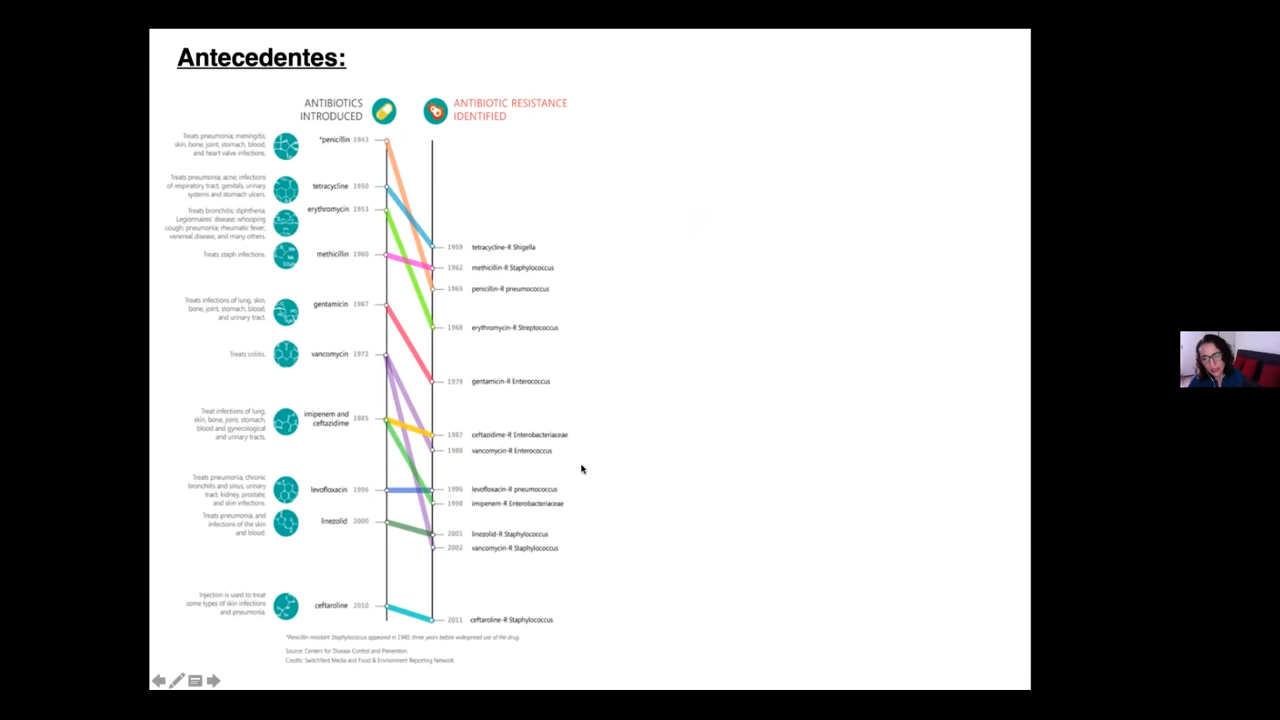 Antecedentes:
ANTIBIOTICS
INTRODUCED
ANTIBIOTIC RESISTANCE
IDENTIFIED
Treats pneumonia; meningitis;
skin, bone, joint, stomach, blood,
and heart valve infections.
*penicillin 1943
Treats pneumonia; acne; infections
of respiratory tract, genitals, urinary
systems and stomach ulcers.
tetracycline 1950
Treats bronchitis; diphtheria;
Legionnaires' disease; whooping
cough; pneumonia; rheumatic fever;
venereal disease, and many others.
erythromycin 1953
Treats staph infections.
methicillin 1960
Treats infections of lung, skin,
bone, joint, stomach, blood,
and urinary tract.
gentamicin 1967
Treats colitis.
vancomycin 1972
Treat infections of lung,
skin, bone, joint, stomach,
blood and gynecological
and urinary tracts.
imipenem and
ceftazidime 1985
Treats pneumonia, chronic
bronchitis and sinus, urinary
tract, kidney, prostate,
and skin infections.
levofloxacin 1996
Treats pneumonia, and
infections of the skin
and blood.
linezolid 2000
Injection is used to treat
some types of skin infections
and pneumonia.
ceftaroline 2010
1959 tetracycline-R Shigella
1962 methicillin-R Staphylococcus
1965 penicillin-R pneumococcus
1968 erythromycin-R Streptococcus
1979 gentamicin-R Enterococcus
1987 ceftazidime-R Enterobacteriaceae
1988 vancomycin-R Enterococcus
1996 levofloxacin-R pneumococcus
1998 imipenem-R Enterobacteriaceae
2001 linezolid-R Staphylococcus
2002 vancomycin-R Staphylococcus
2011 ceftaroline-R Staphylococcus
*Penicillin-resistant Staphylococcus appeared in 1940, three years before widespread use of the drug.
Source: Centers for Disease Control and Prevention.
Credits: SwitchYard Media and Food & Environment Reporting Network